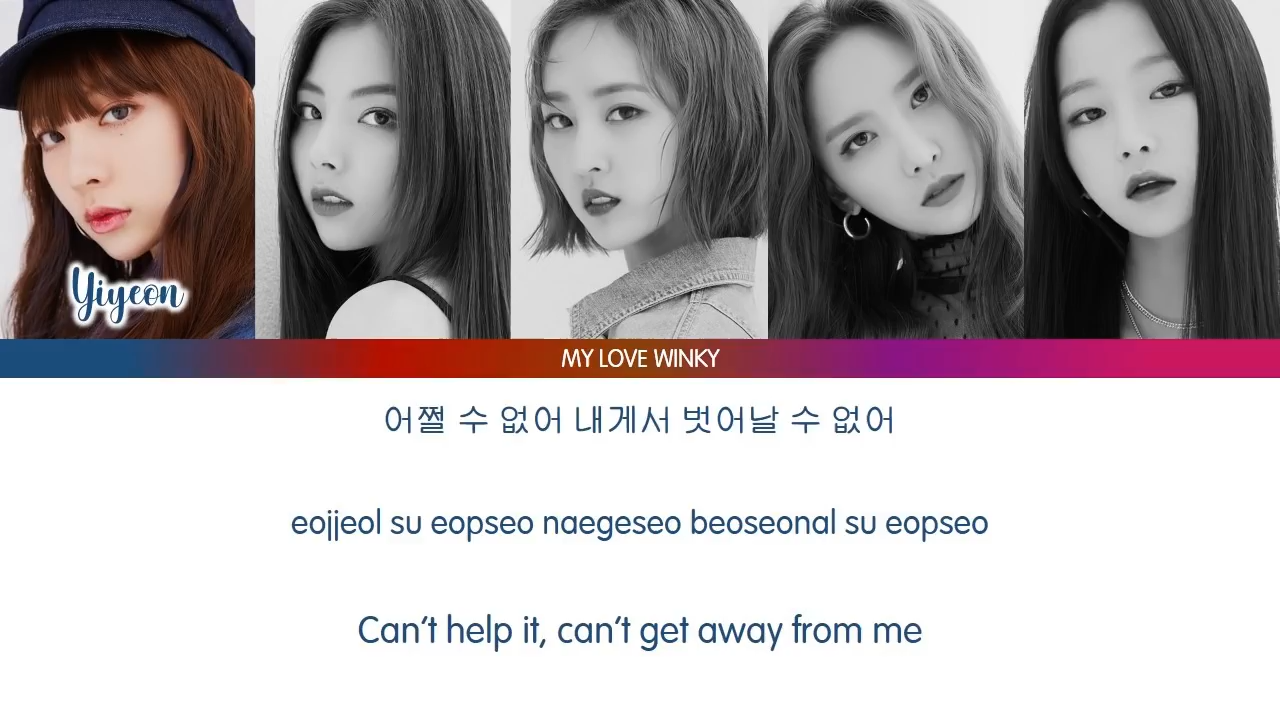 Yiyeon
MY LOVE WINKY
어쩔 수 없어 내게서 벗어날 수 없어
eojjeol su eopseo naegeseo beoseonal su eopseo
Can't help it, can't get away from me